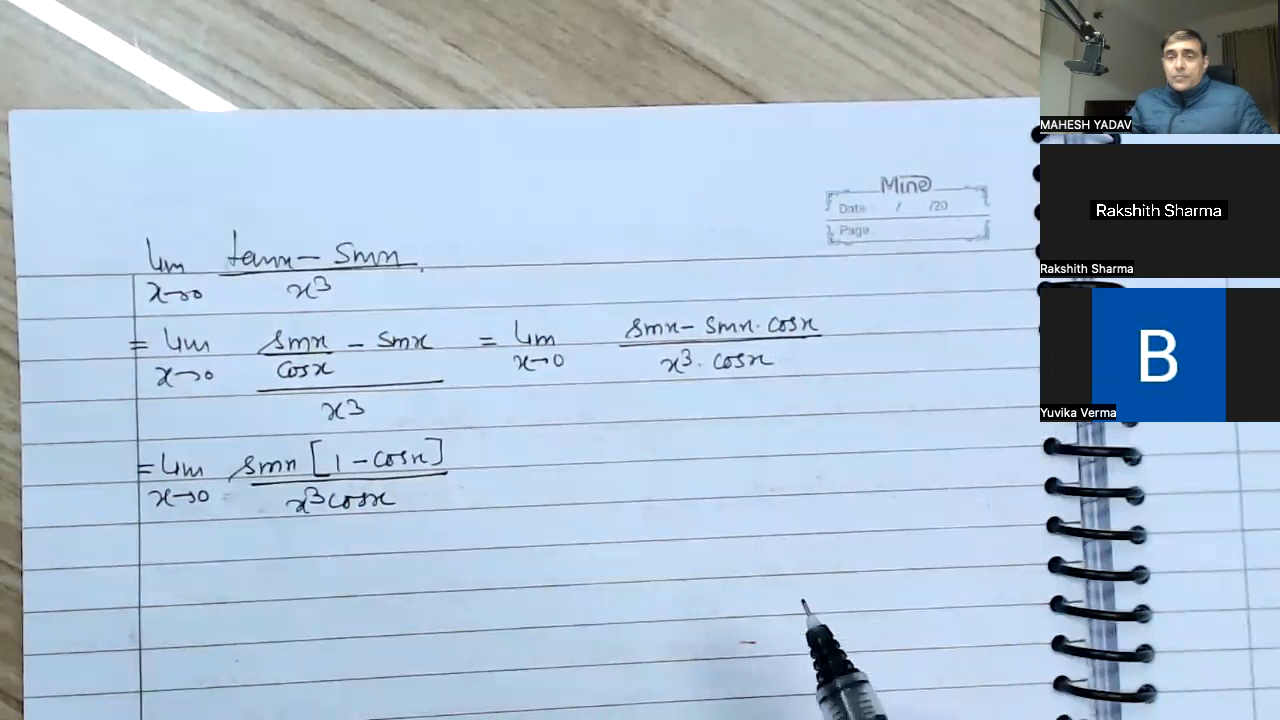 Mine
Date / /20
Page
lim tanx - sinx
x→0 x³
= lim sinx - sinx = lim sinx - sinx. cosx
x→0 cosx x→0 x³. cosx
x³
= lim sinx [1 - cosx]
x→0 x³cosx
MAHESH YADAV
Rakshith Sharma
Rakshith Sharma
B
Yuvika Verma